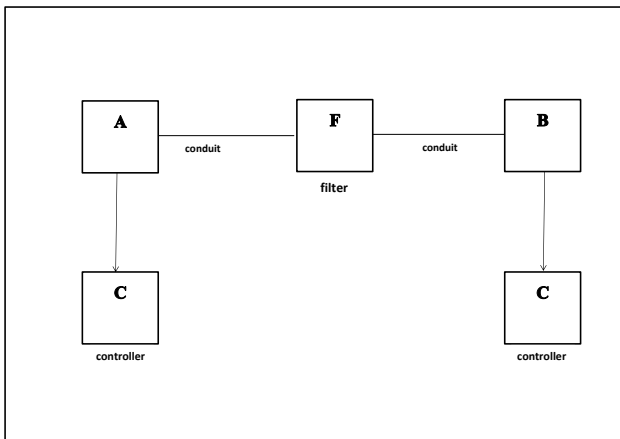 A
F
B
conduit
conduit
filter
C
C
controller
controller